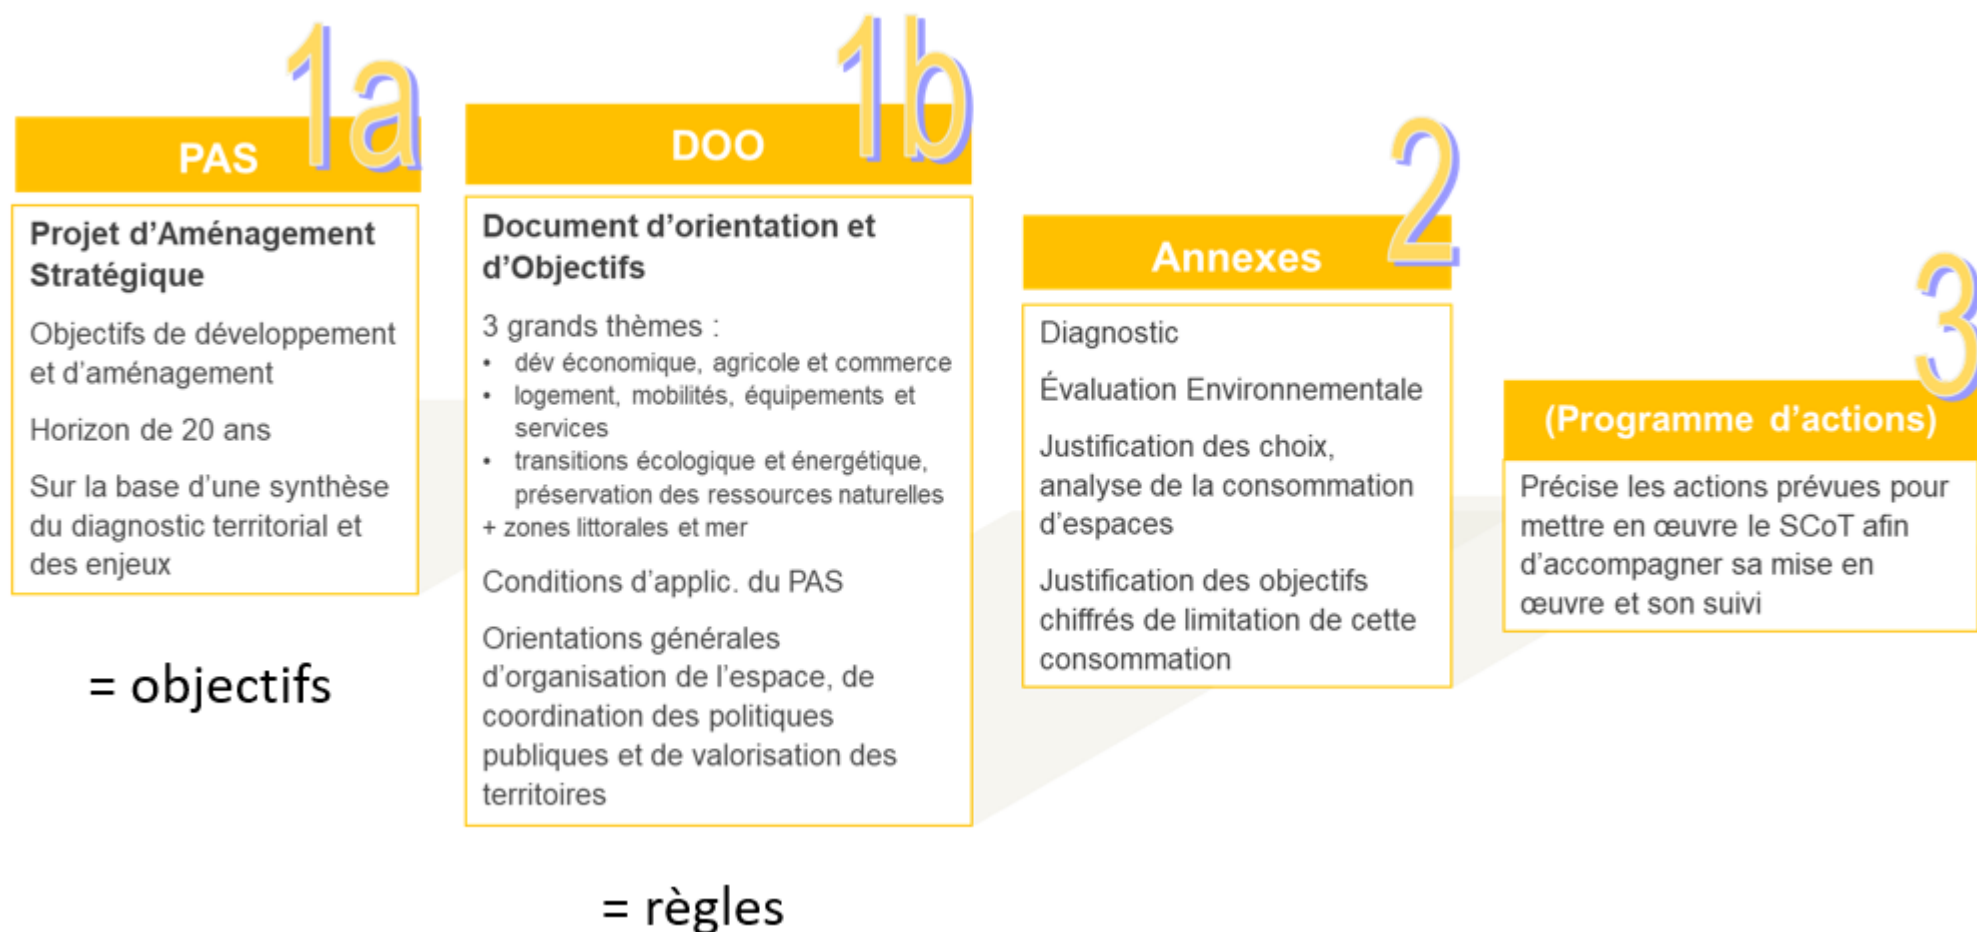 1a
PAS
Projet d'Aménagement
Stratégique
Objectifs de développement
et d'aménagement
Horizon de 20 ans
Sur la base d'une synthèse
du diagnostic territorial et
des enjeux
= objectifs
1b
DOO
Document d'orientation et
d'Objectifs
3 grands thèmes :
• dév économique, agricole et commerce
• logement, mobilités, équipements et
services
• transitions écologique et énergétique,
préservation des ressources naturelles
+ zones littorales et mer
Conditions d'applic. du PAS
Orientations générales
d'organisation de l'espace, de
coordination des politiques
publiques et de valorisation des
territoires
= règles
2
Annexes
Diagnostic
Évaluation Environnementale
Justification des choix,
analyse de la consommation
d'espaces
Justification des objectifs
chiffrés de limitation de cette
consommation
3
(Programme d'actions)
Précise les actions prévues pour
mettre en œuvre le SCoT afin
d'accompagner sa mise en
œuvre et son suivi